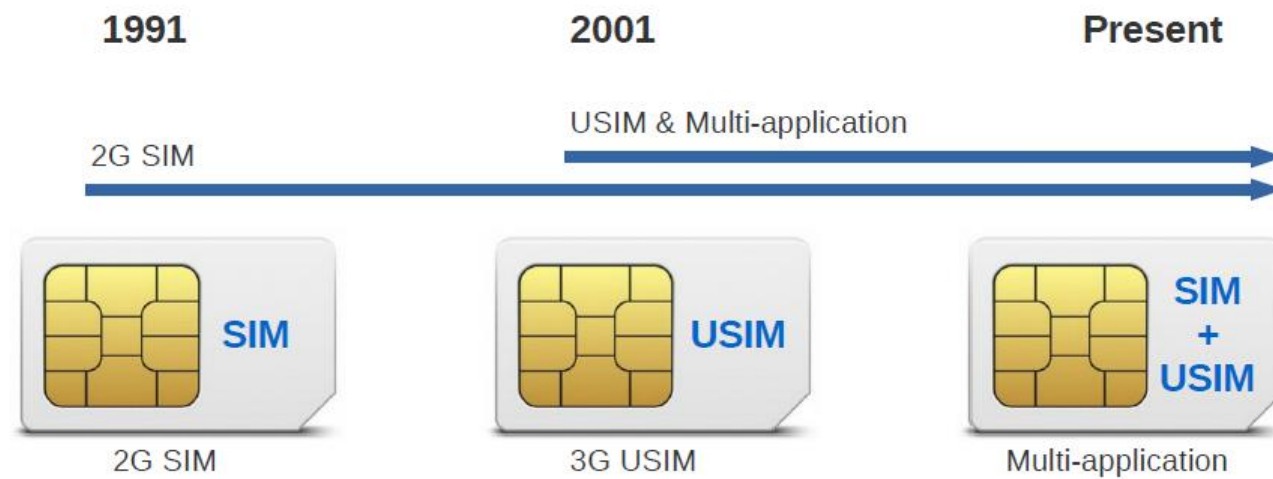 1991
2001
Present
USIM & Multi-application
2G SIM
SIM
USIM
SIM
+
USIM
2G SIM
3G USIM
Multi-application